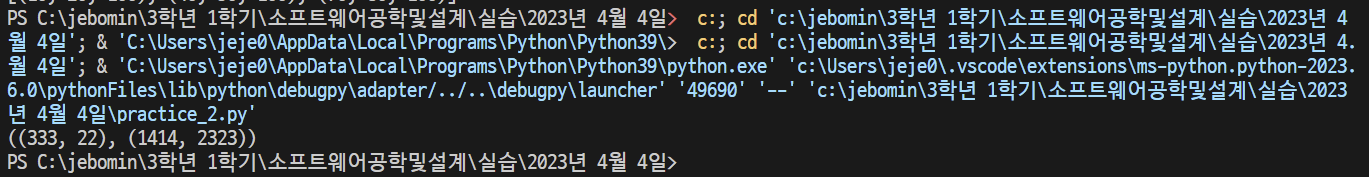 PS C:\jebomin\3학년 1학기\소프트웨어공학및설계\실습\2023년 4월 4일>  c:; cd 'c:\jebomin\3학년 1학기\소프트웨어공학및설계\실습\2023년 4
월 4일'; & 'C:\Users\jeje0\AppData\Local\Programs\Python\Python39\>  c:; cd 'c:\jebomin\3학년 1학기\소프트웨어공학및설계\실습\2023년 4.
월 4일'; & 'C:\Users\jeje0\AppData\Local\Programs\Python\Python39\python.exe' 'c:\Users\jeje0\.vscode\extensions\ms-python.python-2023.
6.0\pythonFiles\lib\python\debugpy\adapter/../..\debugpy\launcher' '49690' '--' 'c:\jebomin\3학년 1학기\소프트웨어공학및설계\실습\2023
년 4월 4일\practice_2.py'
((333, 22), (1414, 2323))
PS C:\jebomin\3학년 1학기\소프트웨어공학및설계\실습\2023년 4월 4일>